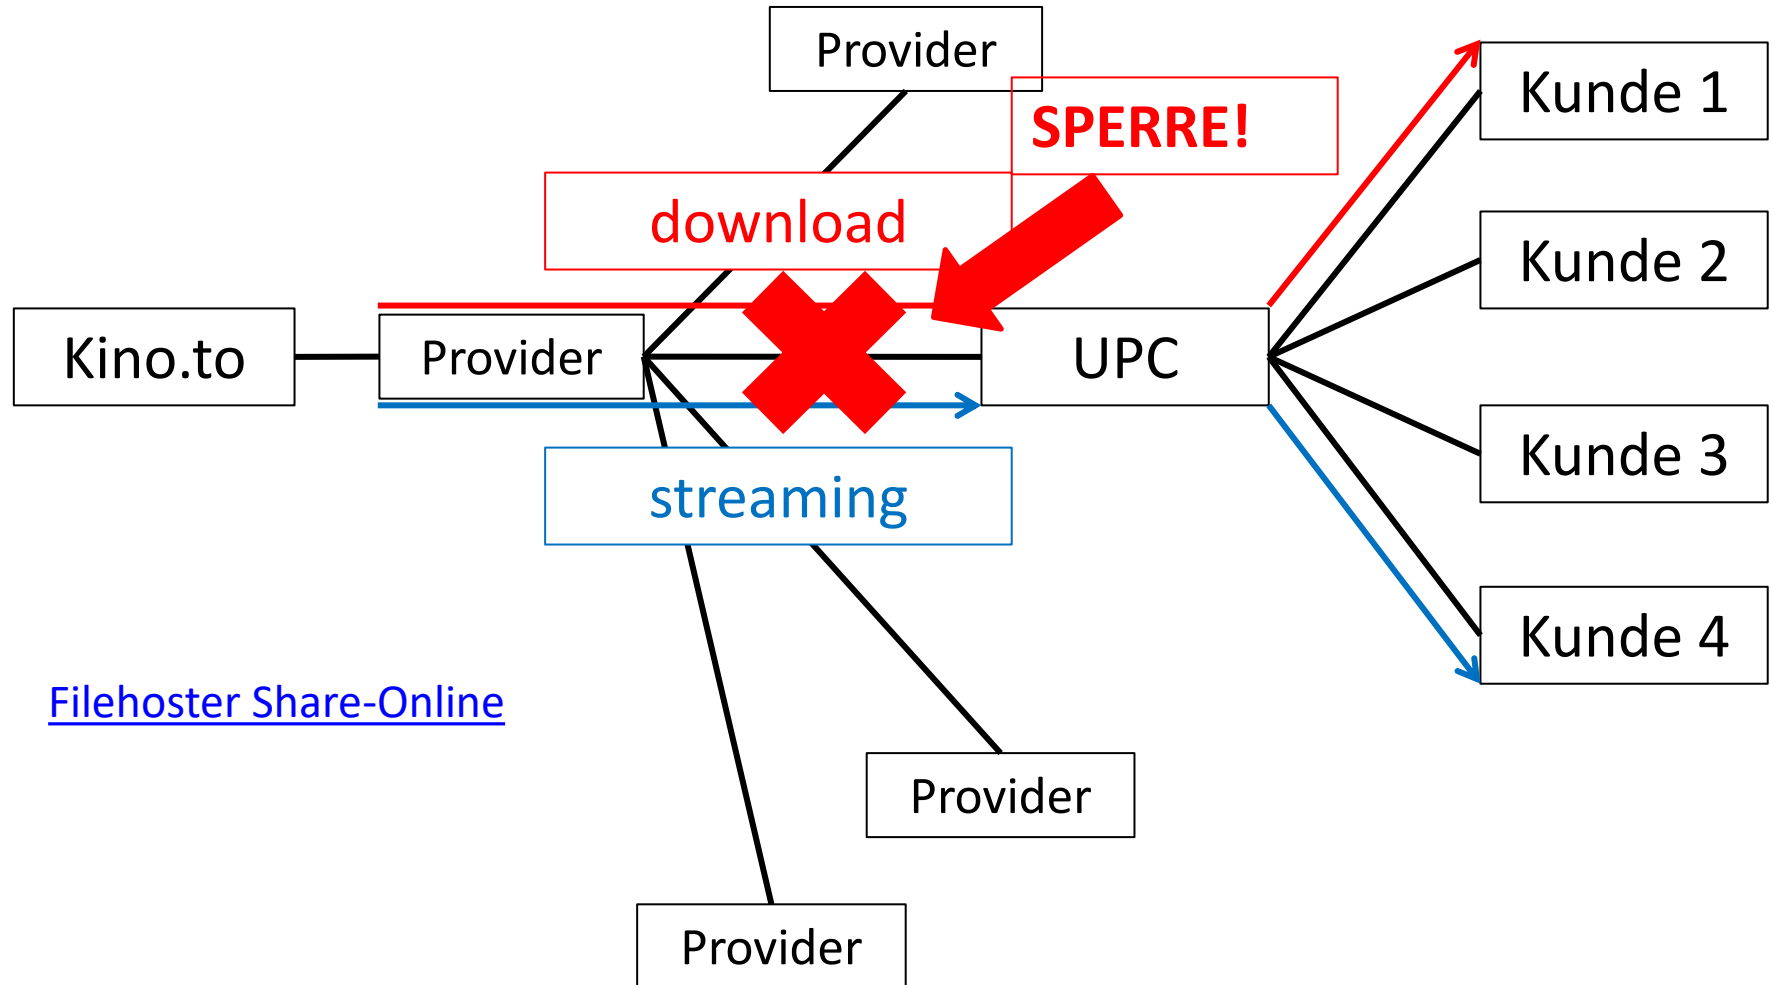 Provider
SPERRE!
Kunde 1
download
Kunde 2
Kino.to
Provider
UPC
Kunde 3
streaming
Kunde 4
Filehoster Share-Online
Provider
Provider